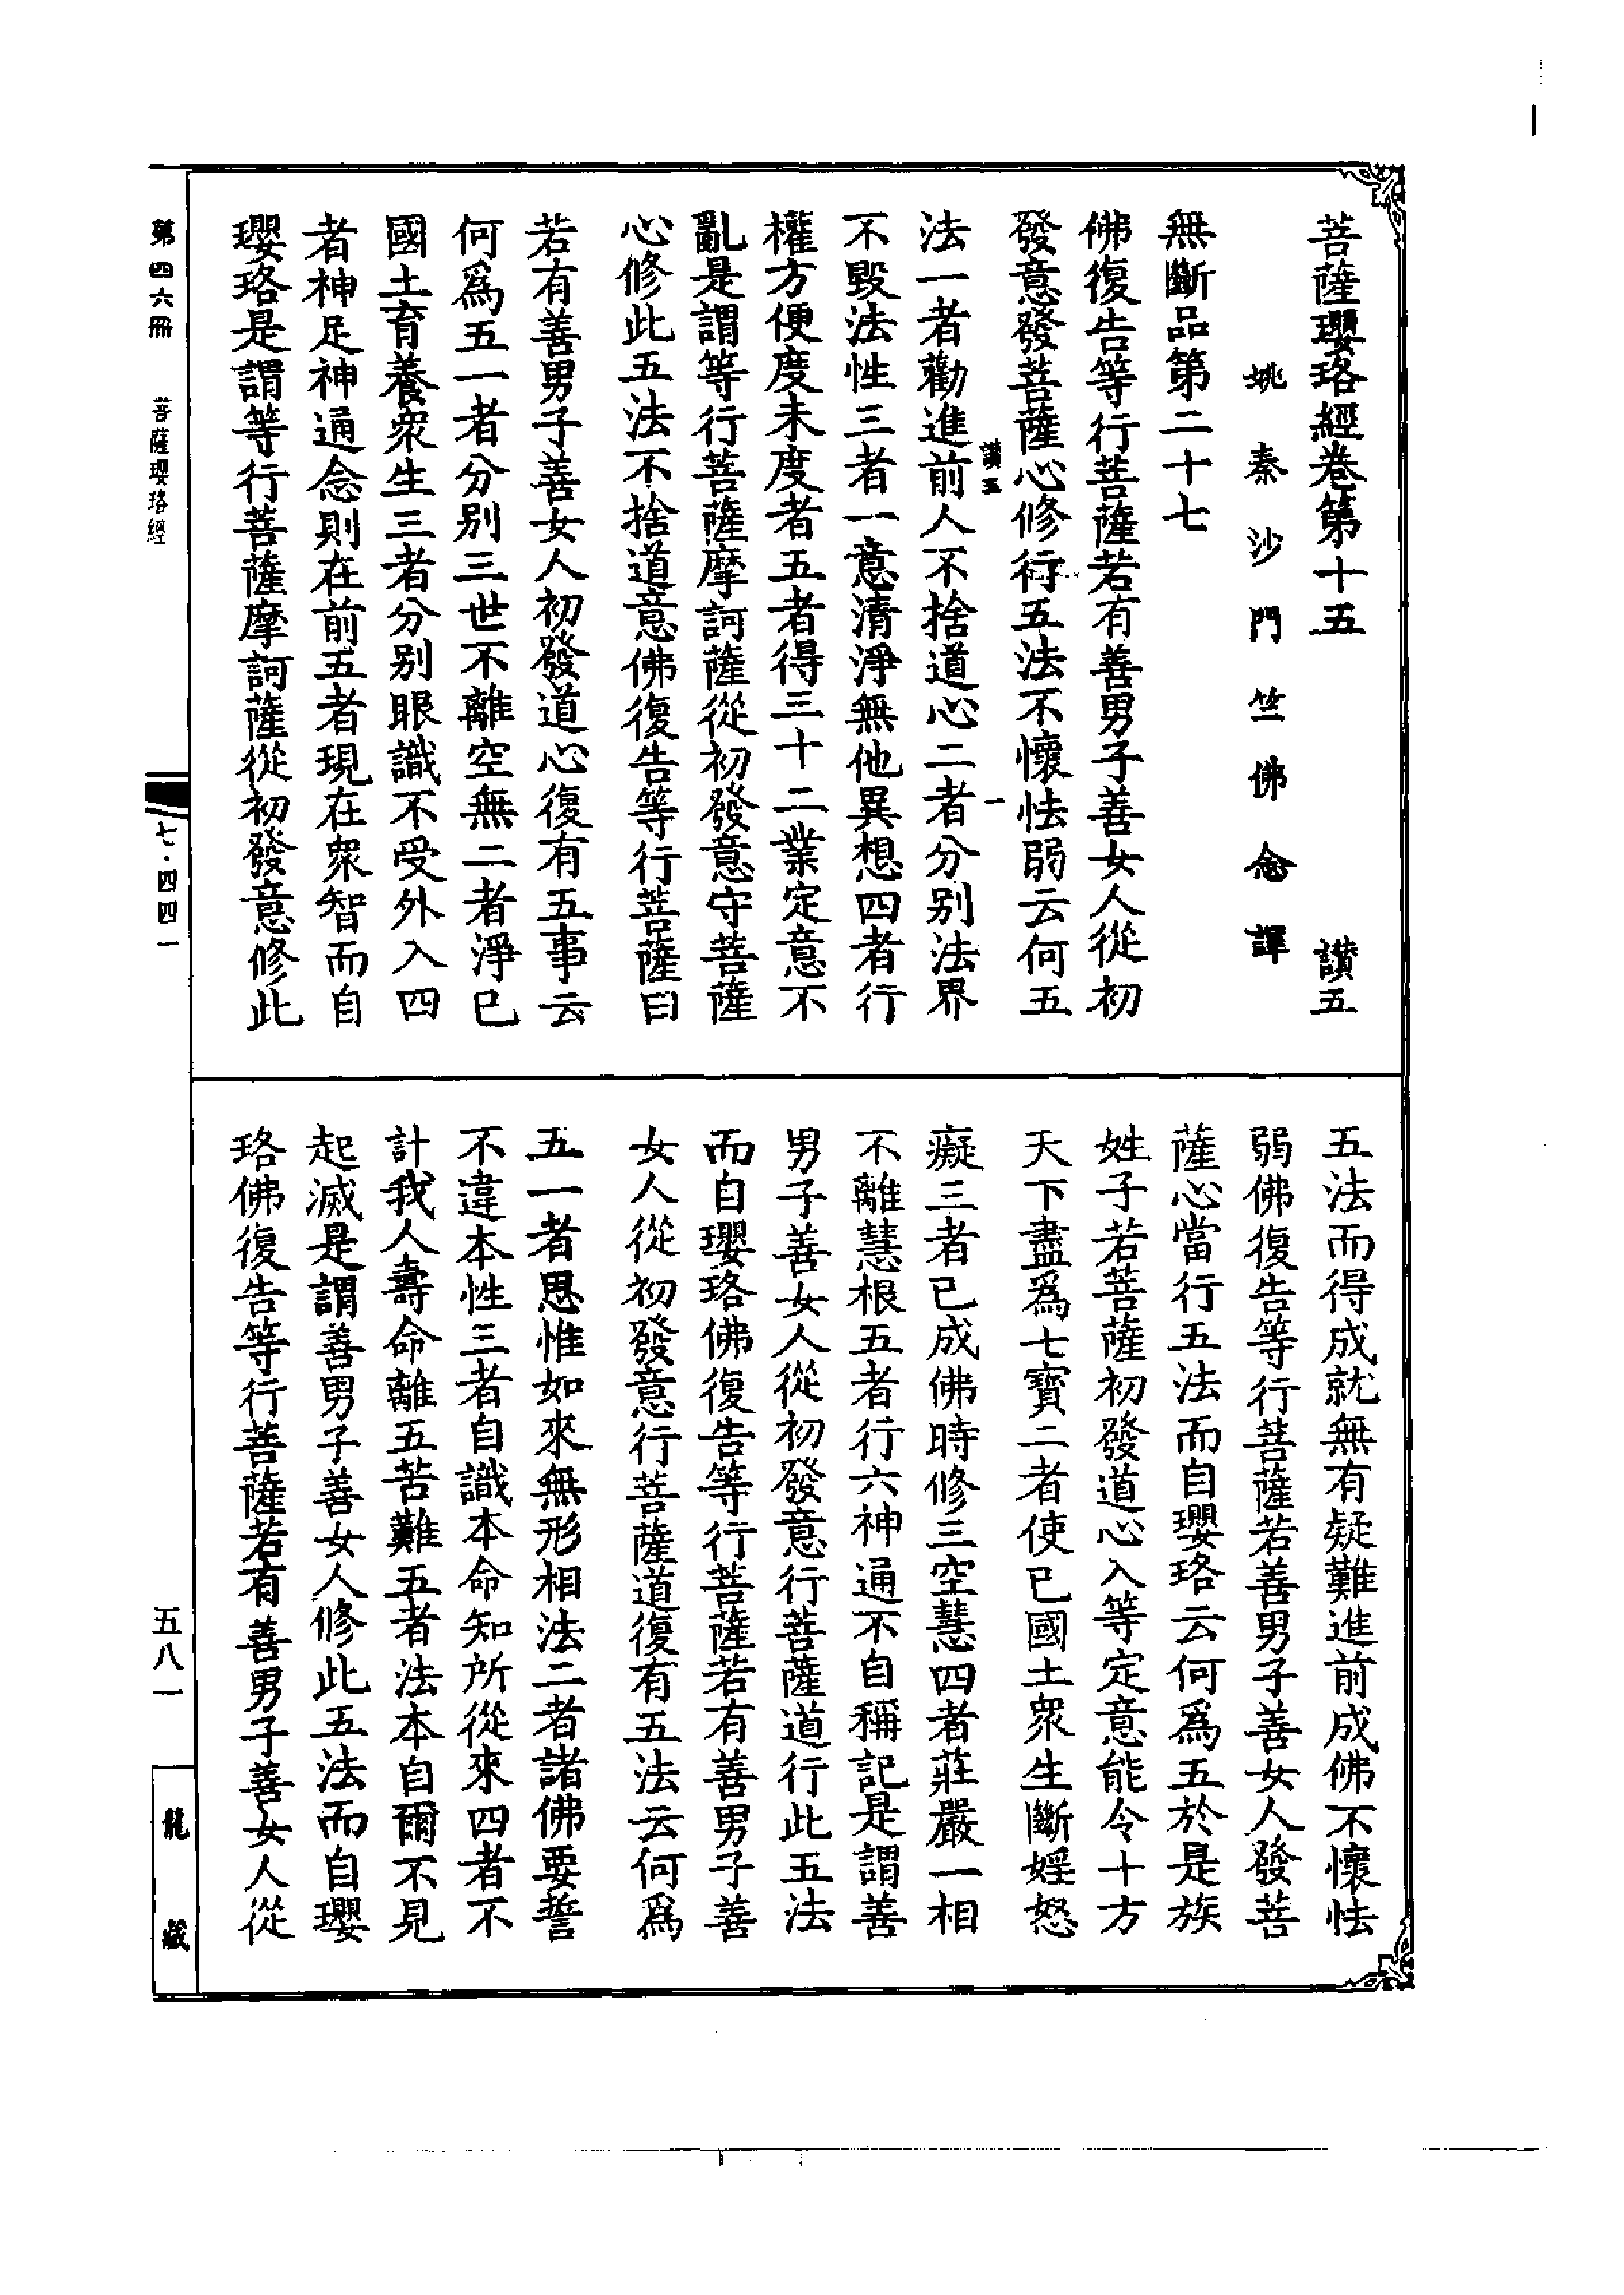 菩薩瓔珞經卷第十五 讚五
姚秦沙門竺佛念譯
無斷品第二十七
佛復告等行菩薩若有善男子善女人從初
發意發菩薩心修行五法不懷怯弱云何五
讚五 一
法一者勸進前人不捨道心二者分別法界
不毀法性三者一意清淨無他異想四者行
權方便度未度者五者得三十二業定意不
亂是謂等行菩薩摩訶薩從初發意守菩薩
心修此五法不捨道意佛復告等行菩薩曰
若有善男子善女人初發道心復有五事云
何為五一者分別三世不離空無二者淨已
國土育養眾生三者分別眼識不受外入四
者神足神通念則在前五者現在眾智而自
瓔珞是謂等行菩薩摩訶薩從初發意修此
五法而得成就無有疑難進前成佛不懷怯
弱佛復告等行菩薩若善男子善女人發菩
薩心當行五法而自瓔珞云何為五於是族
姓子若菩薩初發道心入等定意能令十方
天下盡為七寶二者使已國土眾生斷婬怒
癡三者已成佛時修三空慧四者莊嚴一相
不離慧根五者行六神通不自稱記是謂善
男子善女人從初發意行菩薩道行此五法
而自瓔珞佛復告等行菩薩若有善男子善
女人從初發意行菩薩道復有五法云何為
五一者思惟如來無形相法二者諸佛要誓
不違本性三者自識本命知所從來四者不
計我人壽命離五苦難五者法本自爾不見
起滅是謂善男子善女人修此五法而自瓔
珞佛復告等行菩薩若有善男子善女人從
第四六冊 菩薩瓔珞經
七·四四一
五八一
龍藏